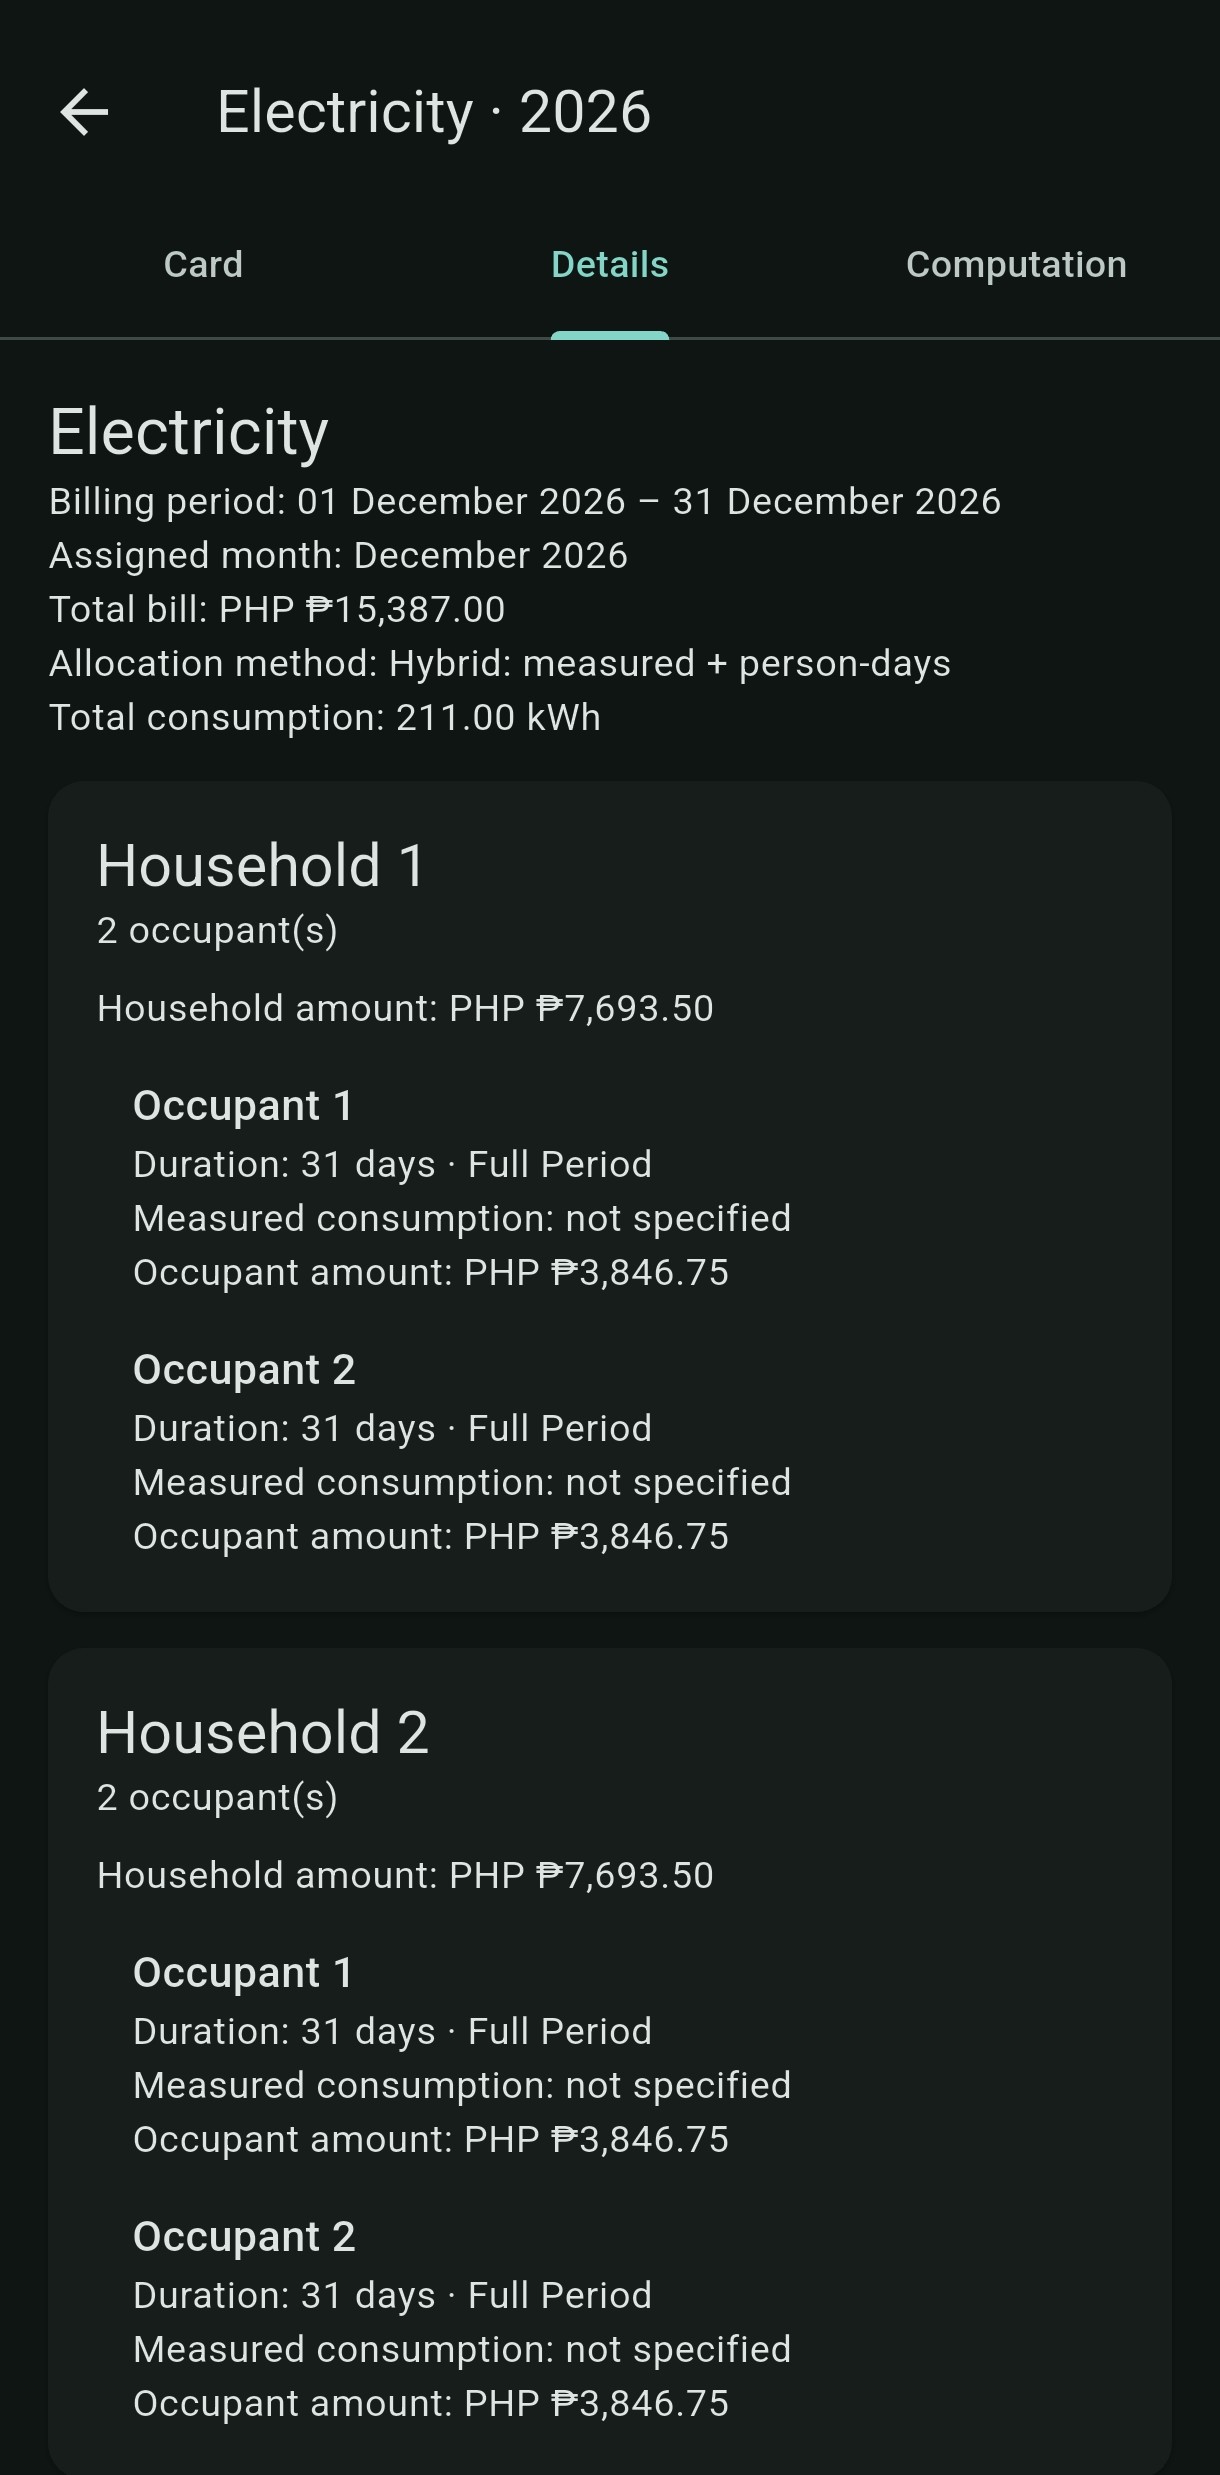 Electricity · 2026
Card
Details
Computation
Electricity
Billing period: 01 December 2026 – 31 December 2026
Assigned month: December 2026
Total bill: PHP ₱15,387.00
Allocation method: Hybrid: measured + person-days
Total consumption: 211.00 kWh
Household 1
2 occupant(s)
Household amount: PHP ₱7,693.50
Occupant 1
Duration: 31 days · Full Period
Measured consumption: not specified
Occupant amount: PHP ₱3,846.75
Occupant 2
Duration: 31 days · Full Period
Measured consumption: not specified
Occupant amount: PHP ₱3,846.75
Household 2
2 occupant(s)
Household amount: PHP ₱7,693.50
Occupant 1
Duration: 31 days · Full Period
Measured consumption: not specified
Occupant amount: PHP ₱3,846.75
Occupant 2
Duration: 31 days · Full Period
Measured consumption: not specified
Occupant amount: PHP ₱3,846.75